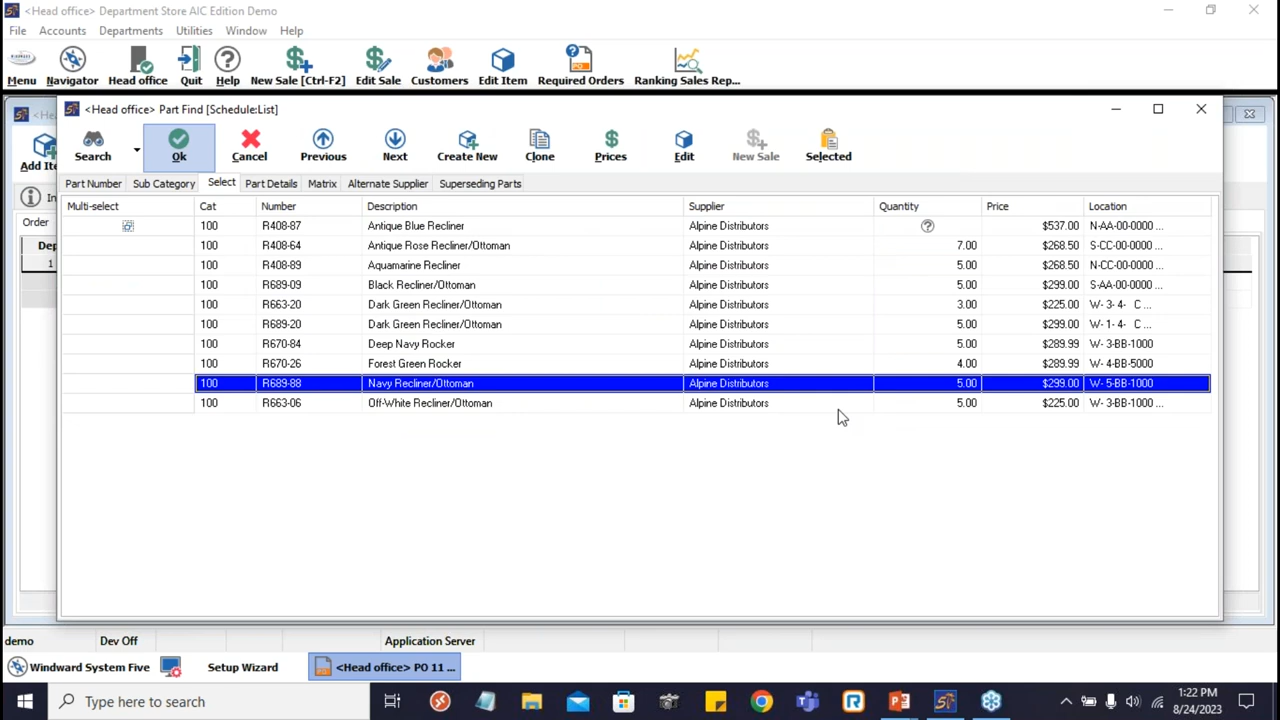 <Head office> Department Store AIC Edition Demo
File Accounts Departments Utilities Window Help
Menu Navigator Head office Quit Help New Sale [Ctrl-F2] Edit Sale Customers Edit Item Required Orders Ranking Sales Rep...
<Head office> Part Find [Schedule:List]
Add
Search Ok Cancel Previous Next Create New Clone Prices Edit New Sale Selected
Part Number Sub Category Select Part Details Matrix Alternate Supplier Superseding Parts
Order
Multi-select Cat Number Description Supplier Quantity Price Location
100 R408-87 Antique Blue Recliner Alpine Distributors $537.00 N-AA-00-0000 ...
100 R408-64 Antique Rose Recliner/Ottoman Alpine Distributors 7.00 $268.50 S-CC-00-0000 ...
100 R408-89 Aquamarine Recliner Alpine Distributors 5.00 $268.50 N-CC-00-0000 ...
100 R689-09 Black Recliner/Ottoman Alpine Distributors 5.00 $299.00 S-AA-00-0000 ...
100 R663-20 Dark Green Recliner/Ottoman Alpine Distributors 3.00 $225.00 W- 3- 4- C ...
100 R689-20 Dark Green Recliner/Ottoman Alpine Distributors 5.00 $299.00 W- 1- 4- C ...
100 R670-84 Deep Navy Rocker Alpine Distributors 5.00 $289.99 W- 3-BB-1000
100 R670-26 Forest Green Rocker Alpine Distributors 4.00 $289.99 W- 4-BB-5000
100 R689-88 Navy Recliner/Ottoman Alpine Distributors 5.00 $299.00 W- 5-BB-1000
100 R663-06 Off-White Recliner/Ottoman Alpine Distributors 5.00 $225.00 W- 3-BB-1000 ...
1
demo Dev Off Application Server
Windward System Five Setup Wizard <Head office> PO 11 ...
Type here to search
1:22 PM
8/24/2023